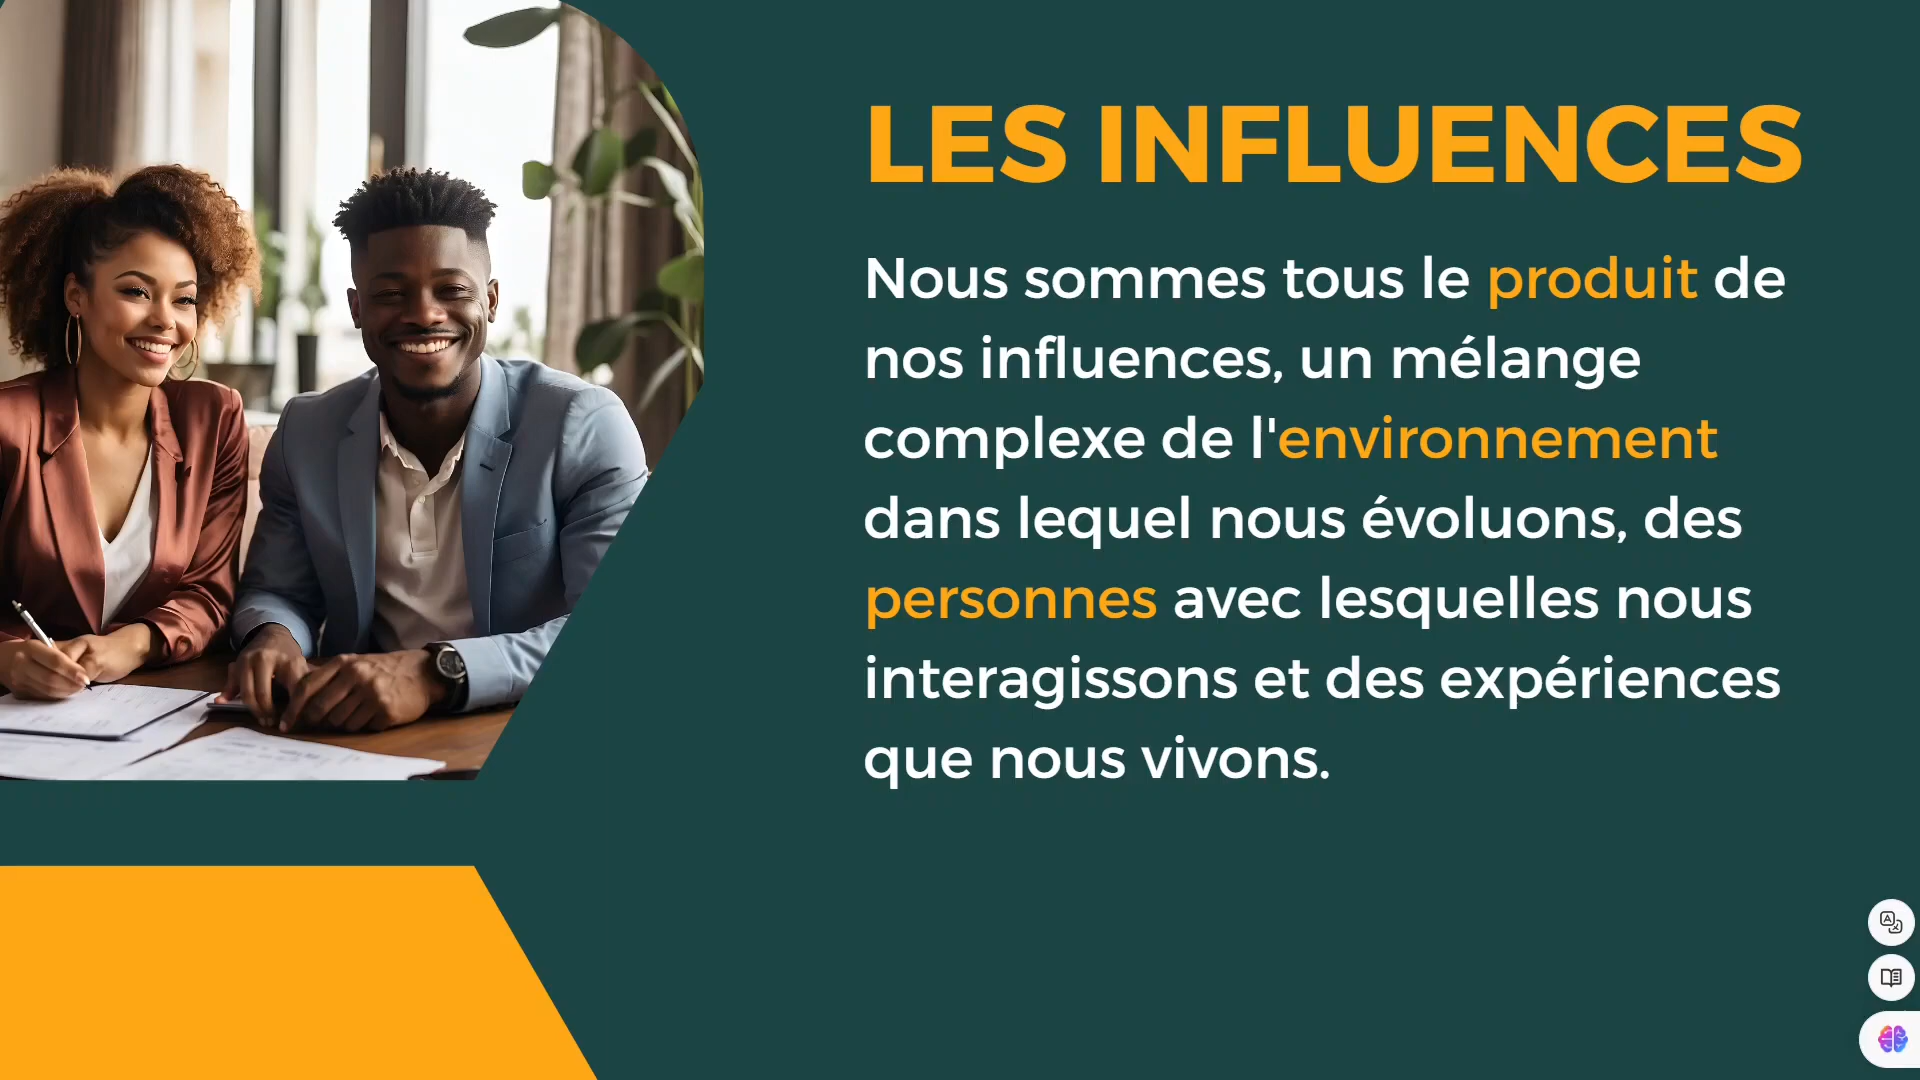 LES INFLUENCES
Nous sommes tous le produit de
nos influences, un mélange
complexe de l'environnement
dans lequel nous évoluons, des
personnes avec lesquelles nous
interagissons et des expériences
que nous vivons.